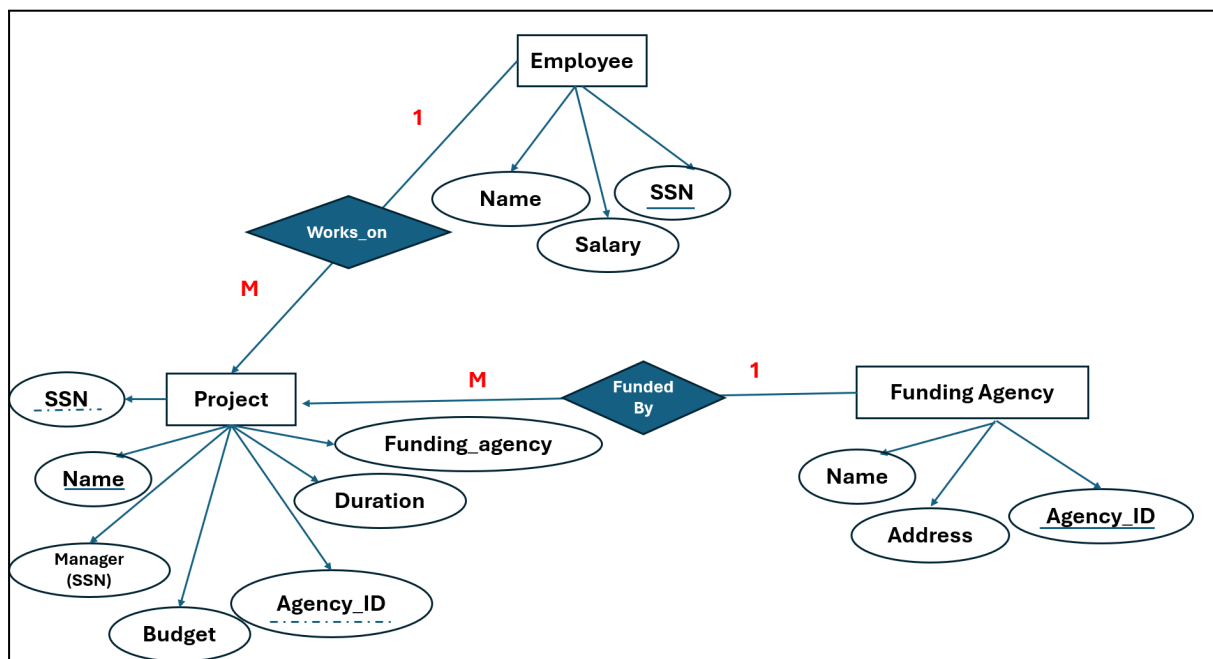 Employee
1
Name
SSN
Salary
Works_on
M
SSN
Project
M
Funded
By
1
Funding Agency
Funding_agency
Name
Duration
Manager
(SSN)
Budget
Agency_ID
Name
Address
Agency_ID